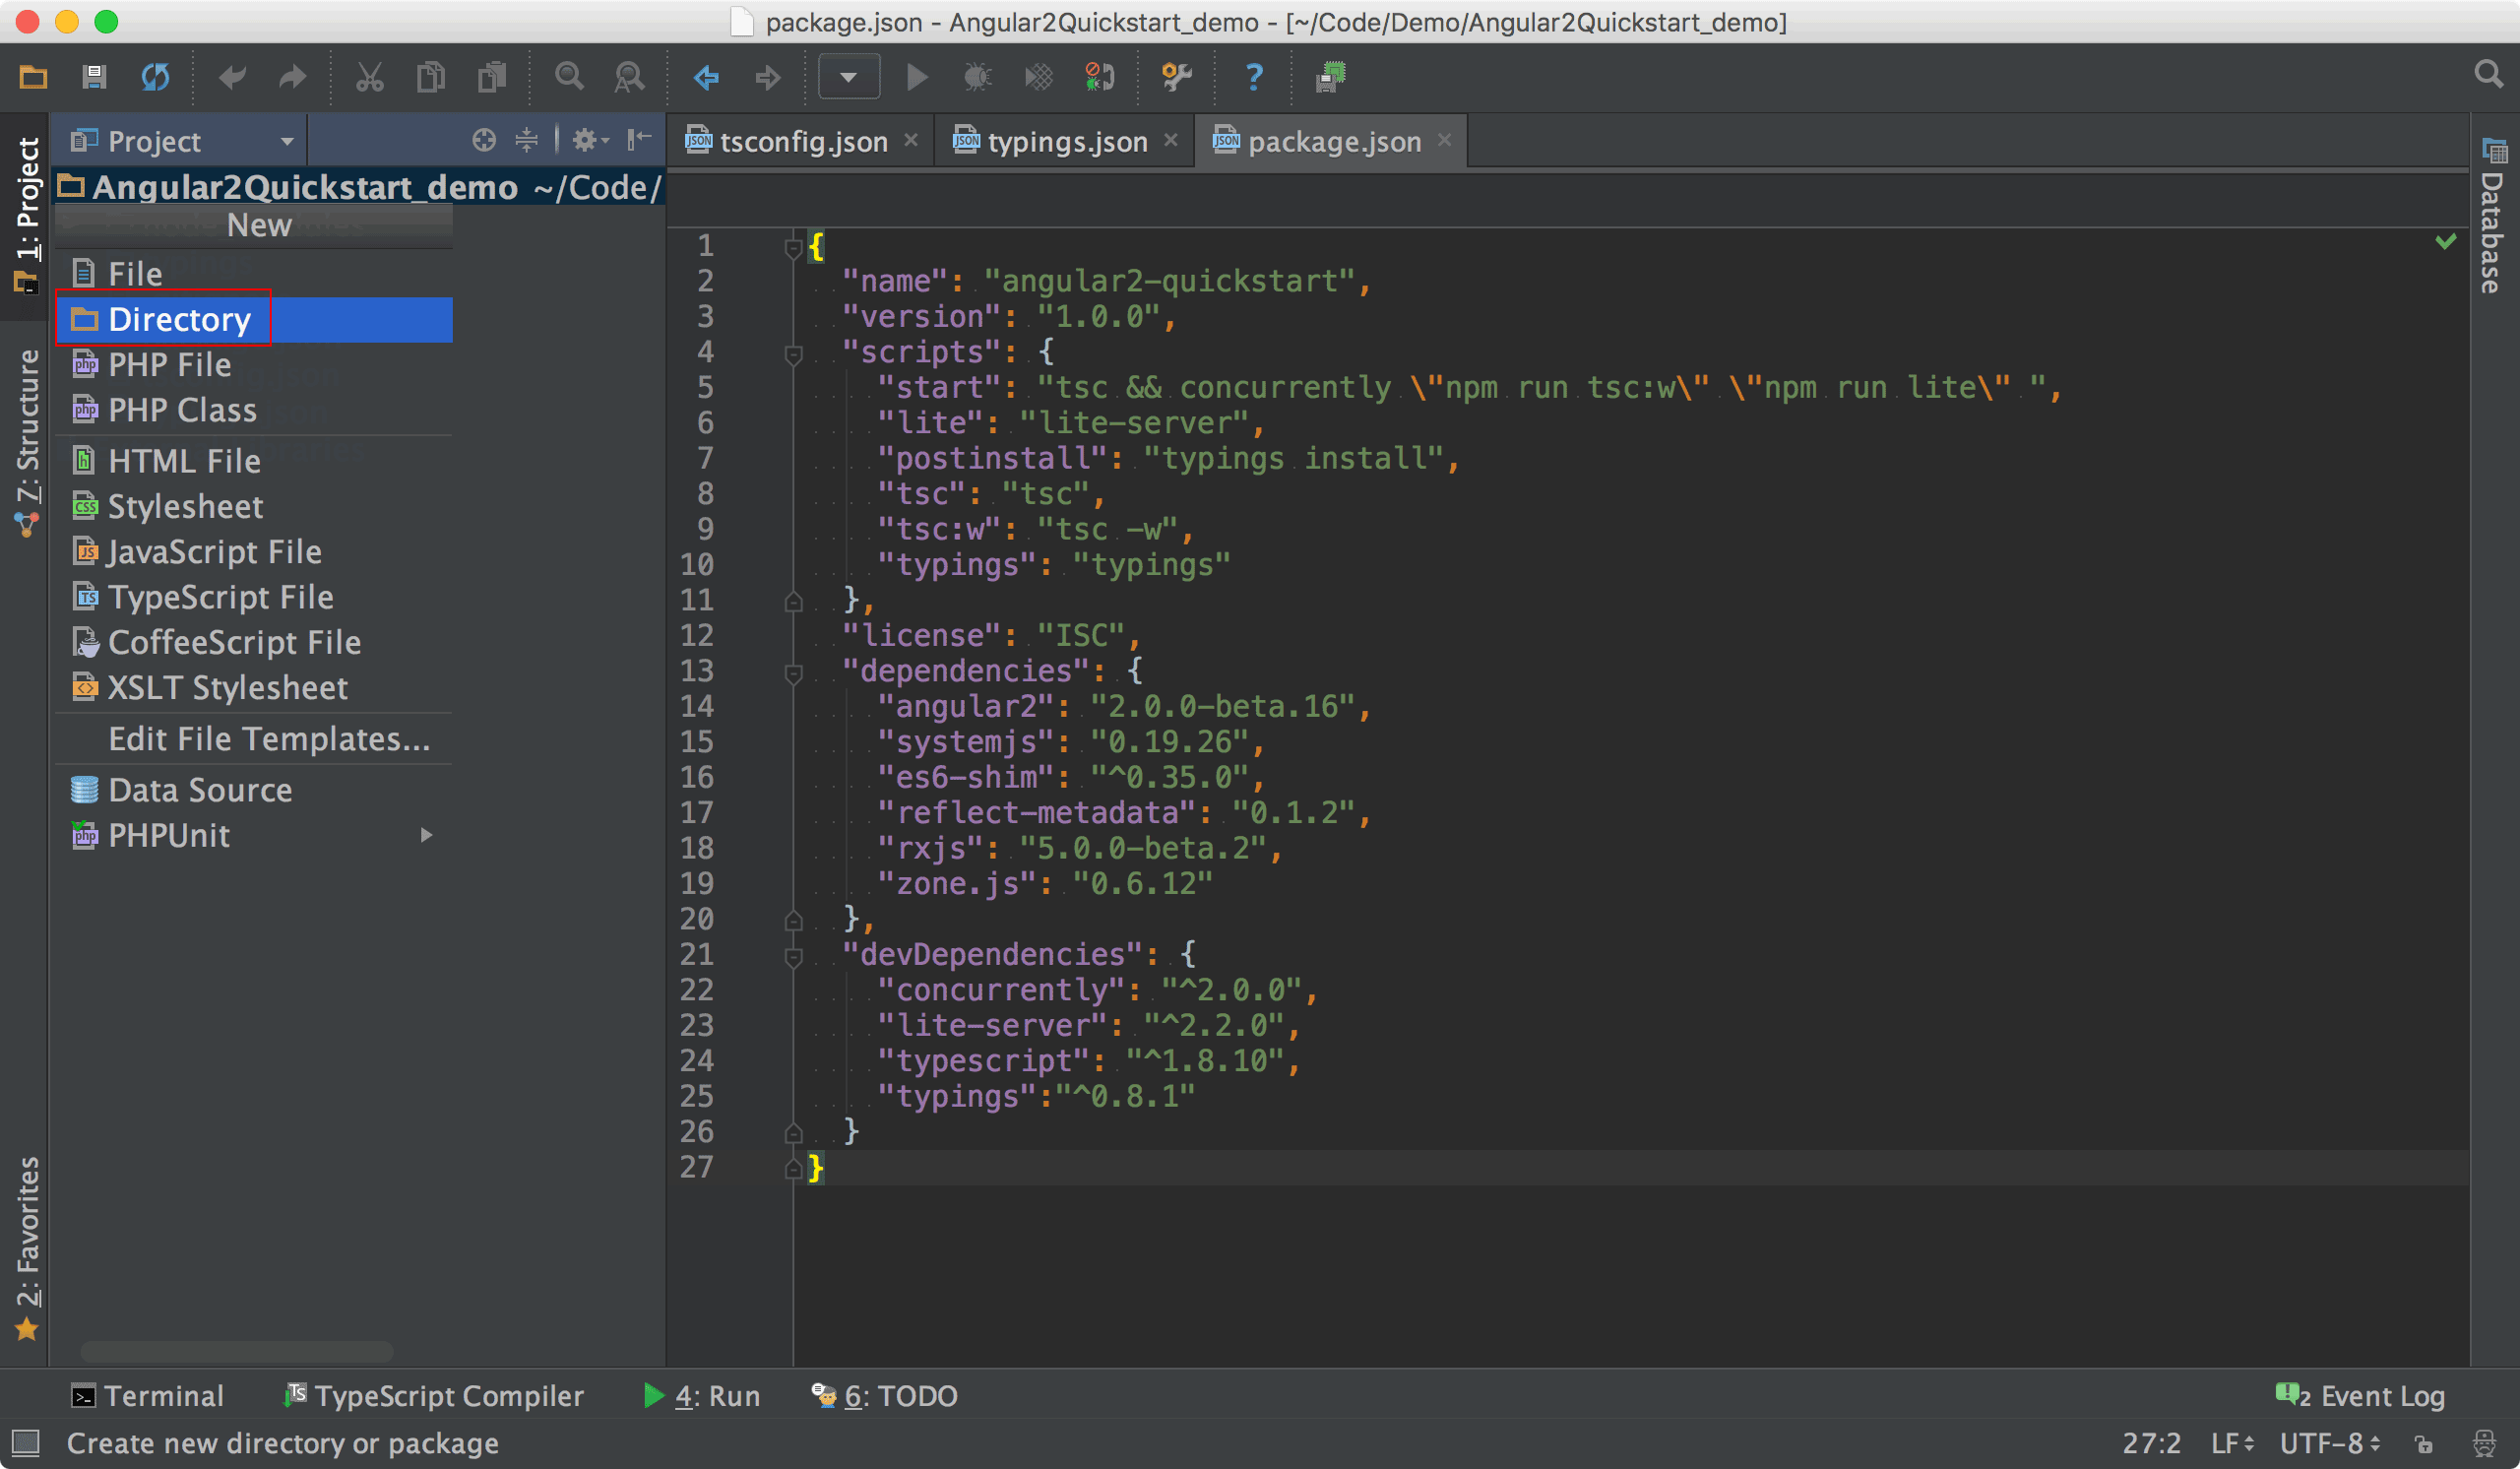 package.json - Angular2Quickstart_demo - [~/Code/Demo/Angular2Quickstart_demo]
Project
tsconfig.json
typings.json
package.json
1: Project
7: Structure
2: Favorites
Database
Angular2Quickstart_demo ~/Code/
New
File
Directory
PHP File
PHP Class
HTML File
Stylesheet
JavaScript File
TypeScript File
CoffeeScript File
XSLT Stylesheet
Edit File Templates...
Data Source
PHPUnit
1 {
2 "name": "angular2-quickstart",
3 "version": "1.0.0",
4 "scripts": {
5 "start": "tsc && concurrently \"npm run tsc:w\" \"npm run lite\" ",
6 "lite": "lite-server",
7 "postinstall": "typings install",
8 "tsc": "tsc",
9 "tsc:w": "tsc -w",
10 "typings": "typings"
11 },
12 "license": "ISC",
13 "dependencies": {
14 "angular2": "2.0.0-beta.16",
15 "systemjs": "0.19.26",
16 "es6-shim": "^0.35.0",
17 "reflect-metadata": "0.1.2",
18 "rxjs": "5.0.0-beta.2",
19 "zone.js": "0.6.12"
20 },
21 "devDependencies": {
22 "concurrently": "^2.0.0",
23 "lite-server": "^2.2.0",
24 "typescript": "^1.8.10",
25 "typings":"^0.8.1"
26 }
27 }
Terminal
TypeScript Compiler
4: Run
6: TODO
2 Event Log
Create new directory or package
27:2 LF UTF-8